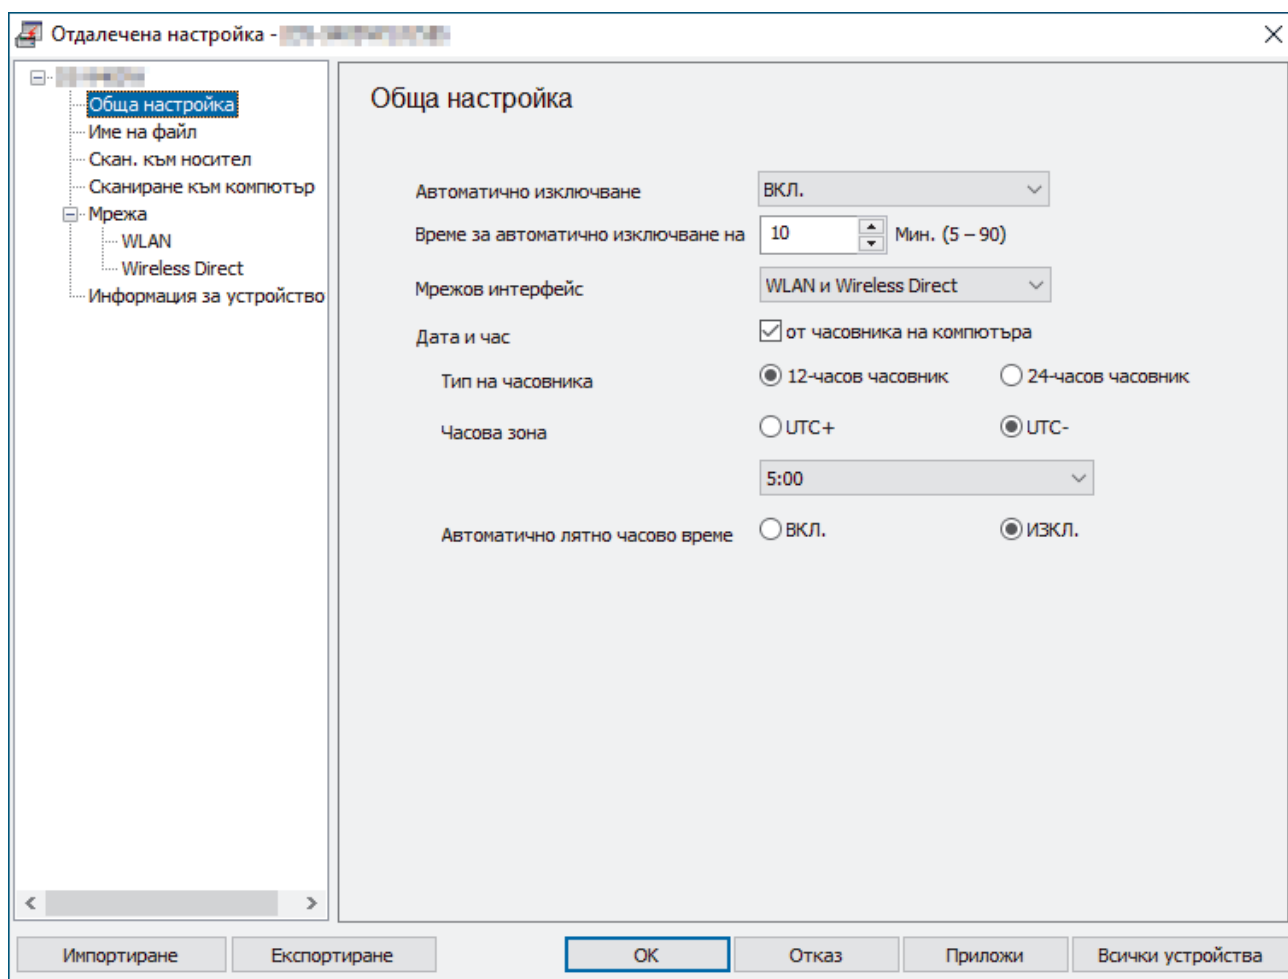 Отдалечена настройка -
Обща настройка
Име на файл
Скан. към носител
Сканиране към компютър
Мрежа
WLAN
Wireless Direct
Информация за устройство
Обща настройка
Автоматично изключване ВКЛ.
Време за автоматично изключване на 10 Мин. (5 – 90)
Мрежов интерфейс WLAN и Wireless Direct
Дата и час от часовника на компютъра
Тип на часовника 12-часов часовник 24-часов часовник
Часова зона UTC+ UTC-
5:00
Автоматично лятно часово време ВКЛ. ИЗКЛ.
Импортиране Експортиране OK Отказ Приложи Всички устройства